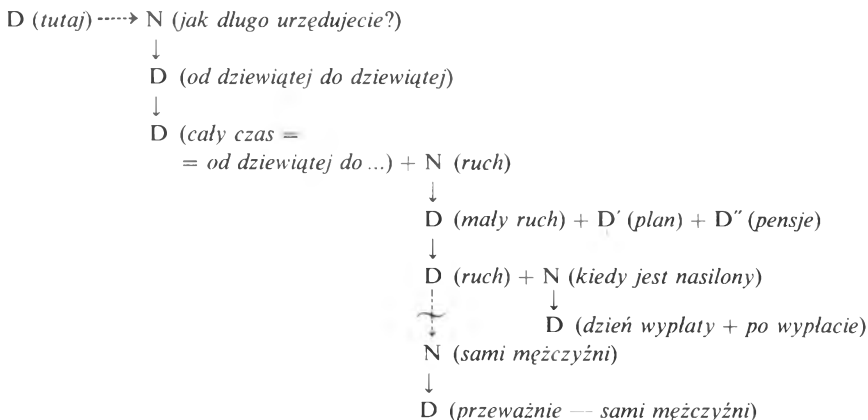 D (tutaj) -----> N (jak długo urzędujecie?)
↓
D (od dziewiątej do dziewiątej)
↓
D (cały czas =
= od dziewiątej do ...) + N (ruch)
↓
D (mały ruch) + D′ (plan) + D″ (pensje)
↓
D (ruch) + N (kiedy jest nasilony)
↓
D (dzień wypłaty + po wypłacie)
N (sami mężczyźni)
↓
D (przeważnie — sami mężczyźni)